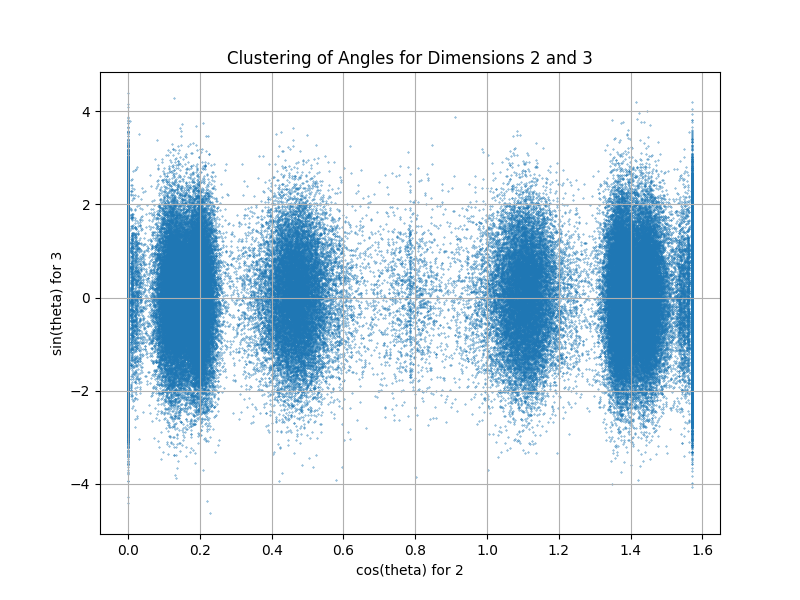 Clustering of Angles for Dimensions 2 and 3
4
2
0
−2
−4
sin(theta) for 3
0.0 0.2 0.4 0.6 0.8 1.0 1.2 1.4 1.6
cos(theta) for 2